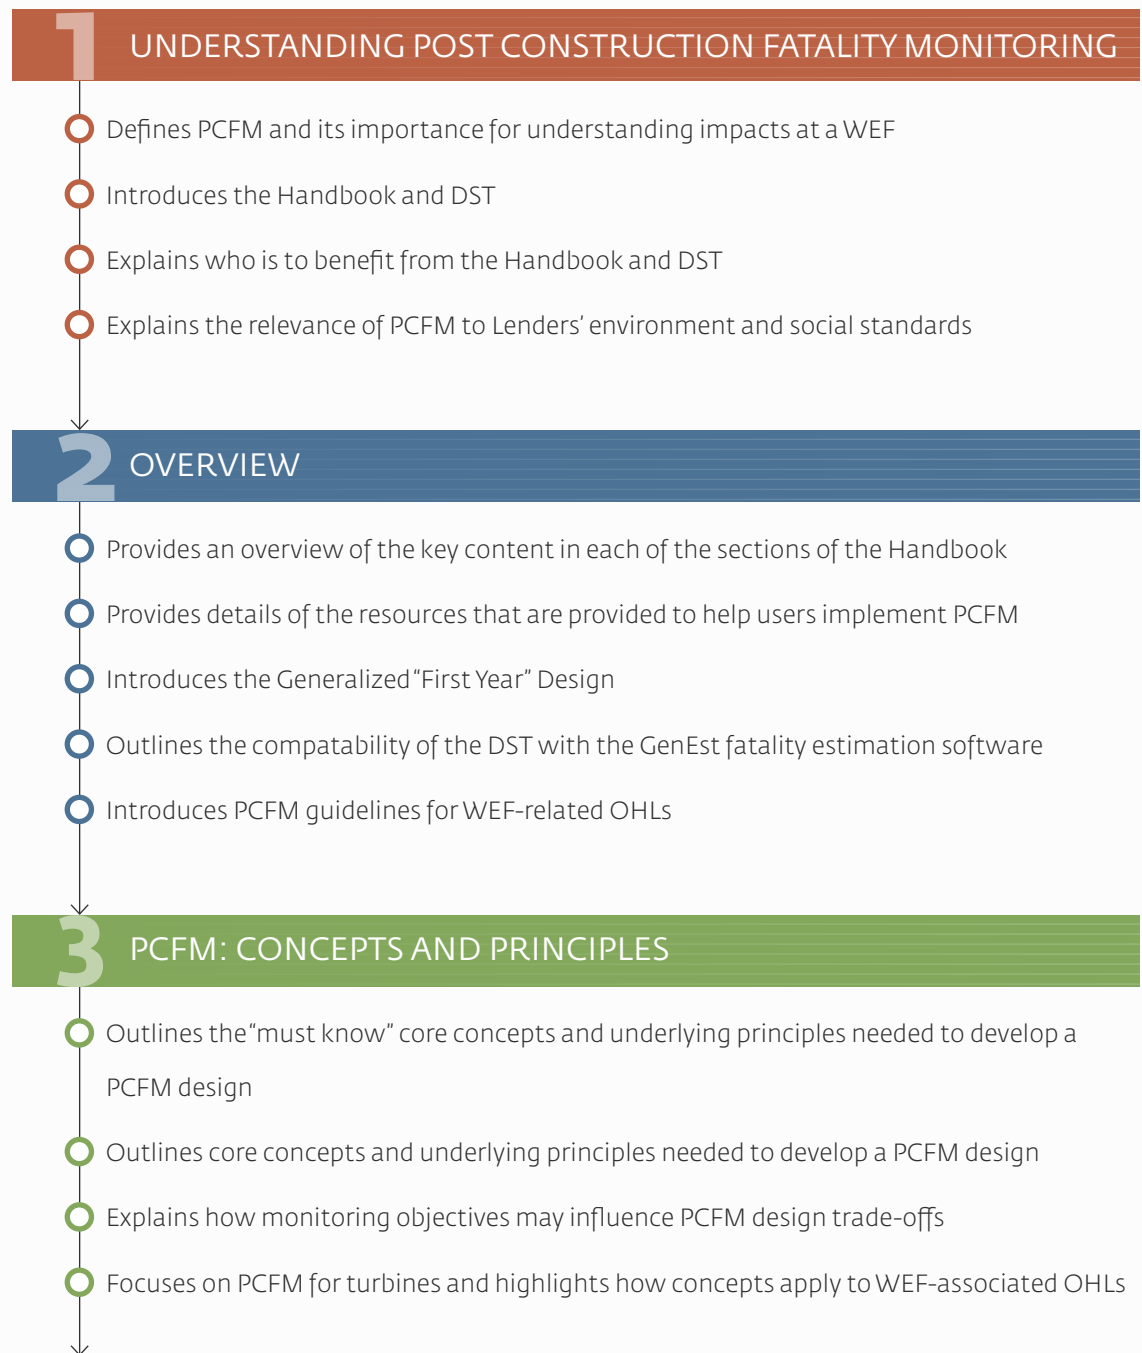 1
UNDERSTANDING POST CONSTRUCTION FATALITY MONITORING
Defines PCFM and its importance for understanding impacts at a WEF
Introduces the Handbook and DST
Explains who is to benefit from the Handbook and DST
Explains the relevance of PCFM to Lenders’ environment and social standards
2
OVERVIEW
Provides an overview of the key content in each of the sections of the Handbook
Provides details of the resources that are provided to help users implement PCFM
Introduces the Generalized “First Year” Design
Outlines the compatability of the DST with the GenEst fatality estimation software
Introduces PCFM guidelines for WEF-related OHLs
3
PCFM: CONCEPTS AND PRINCIPLES
Outlines the “must know” core concepts and underlying principles needed to develop a
PCFM design
Outlines core concepts and underlying principles needed to develop a PCFM design
Explains how monitoring objectives may influence PCFM design trade-offs
Focuses on PCFM for turbines and highlights how concepts apply to WEF-associated OHLs